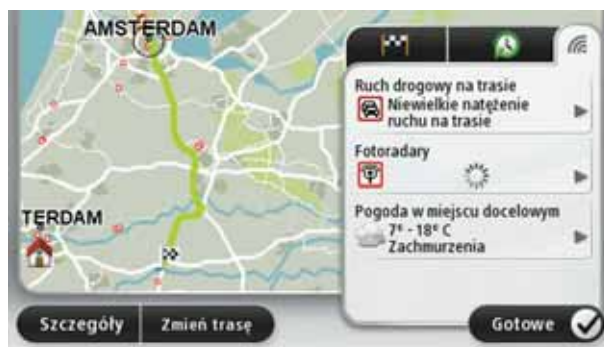 AMSTERDAM
TERDAM
Ruch drogowy na trasie
Niewielkie natężenie
ruchu na trasie
Fotoradary
Pogoda w miejscu docelowym
7° - 18° C
Zachmurzenia
Szczegóły
Zmień trasę
Gotowe